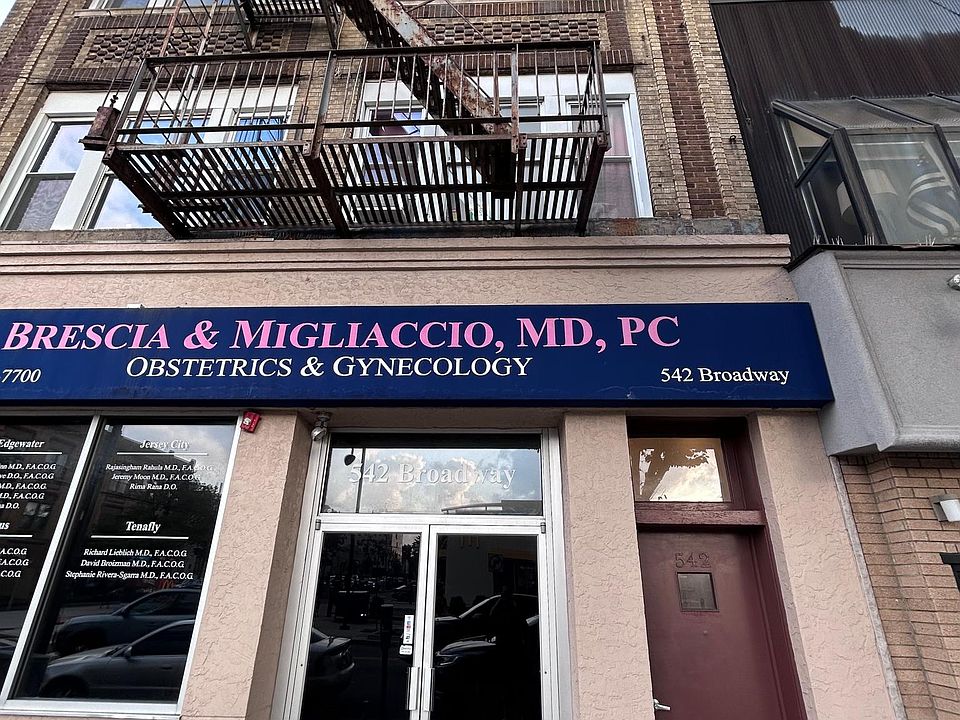 BRESCIA & MIGLIACCIO, MD, PC
OBSTETRICS & GYNECOLOGY
-7700
542 Broadway
542 Broadway
542
Edgewater
M.D., F.A.C.O.G
D.O., F.A.C.O.G
M.D., F.A.C.O.G
M.D., F.A.C.O.G
D.O.
F.A.C.O.G
F.A.C.O.G
Jersey City
Rajasingham Rahula M.D., F.A.C.O.G
Jeremy Moon M.D., F.A.C.O.G
Rima Rana D.O.
Tenafly
Richard Lieblich M.D., F.A.C.O.G
David Broizman M.D., F.A.C.O.G
Stephanie Rivera-Sgarra M.D., F.A.C.O.G